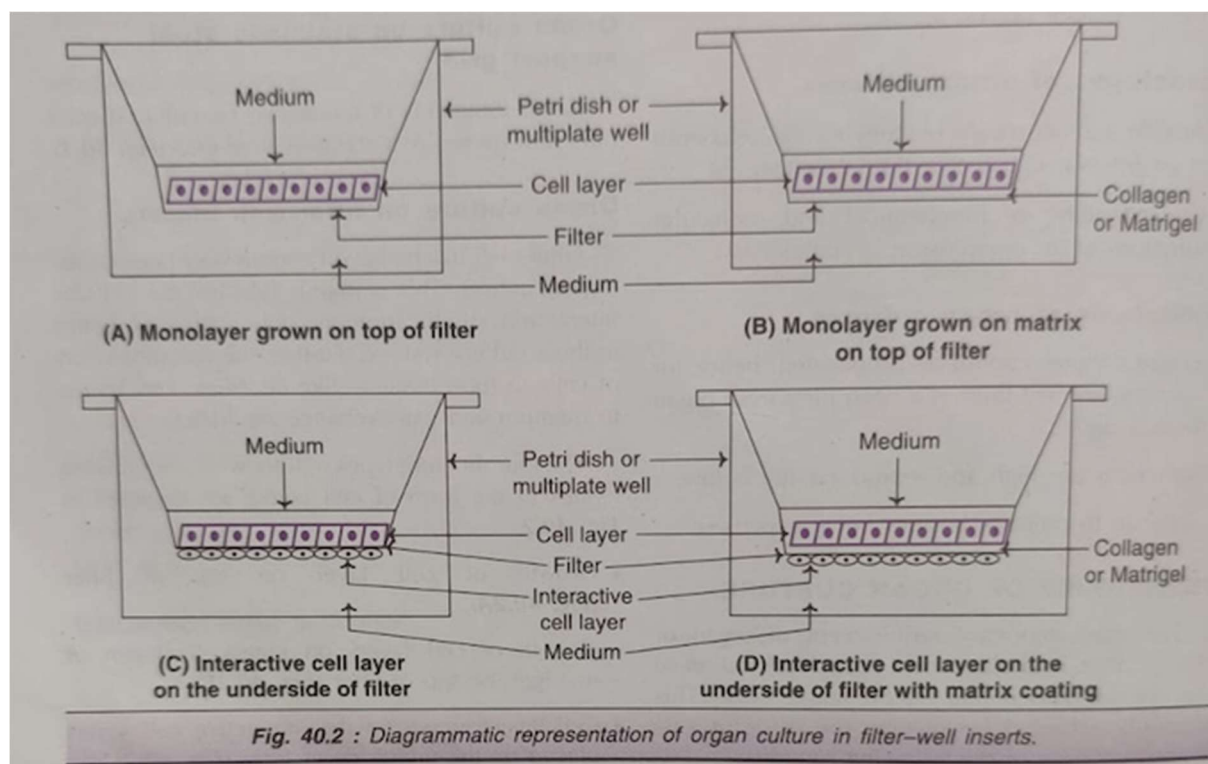 Medium
Petri dish or
multiplate well
Medium
Cell layer
Collagen
or Matrigel
Filter
Medium
(A) Monolayer grown on top of filter
(B) Monolayer grown on matrix
on top of filter
Medium
Petri dish or
multiplate well
Medium
Cell layer
Filter
Collagen
or Matrigel
Interactive
cell layer
Medium
(C) Interactive cell layer
on the underside of filter
(D) Interactive cell layer on the
underside of filter with matrix coating
Fig. 40.2 : Diagrammatic representation of organ culture in filter–well inserts.